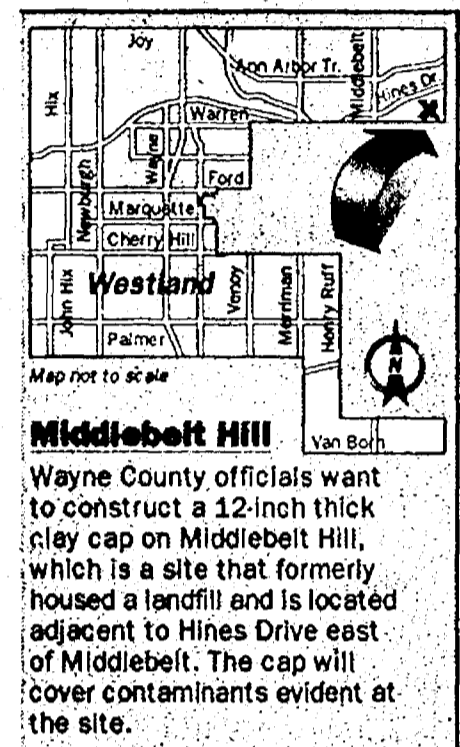 Joy
Ann Arbor Tr.
Middlebelt
Hines Dr.
Hix
Warren
Wayne
Ford
Newburgh
Marquette
Cherry Hill
Westland
John Hix
Venoy
Merriman
Henry Ruff
Palmer
N
Map not to scale
Van Born
Middlebelt Hill
Wayne County officials want
to construct a 12-inch thick
clay cap on Middlebelt Hill,
which is a site that formerly
housed a landfill and is located
adjacent to Hines Drive east
of Middlebelt. The cap will
cover contaminants evident at
the site.